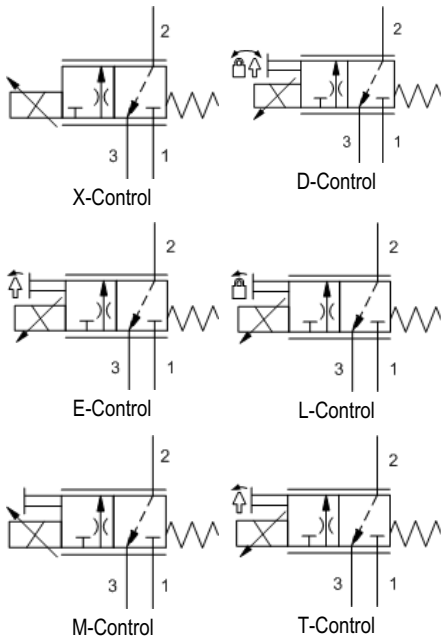 2
3 1
X-Control
2
3 1
D-Control
2
3 1
E-Control
2
3 1
L-Control
2
3 1
M-Control
2
3 1
T-Control